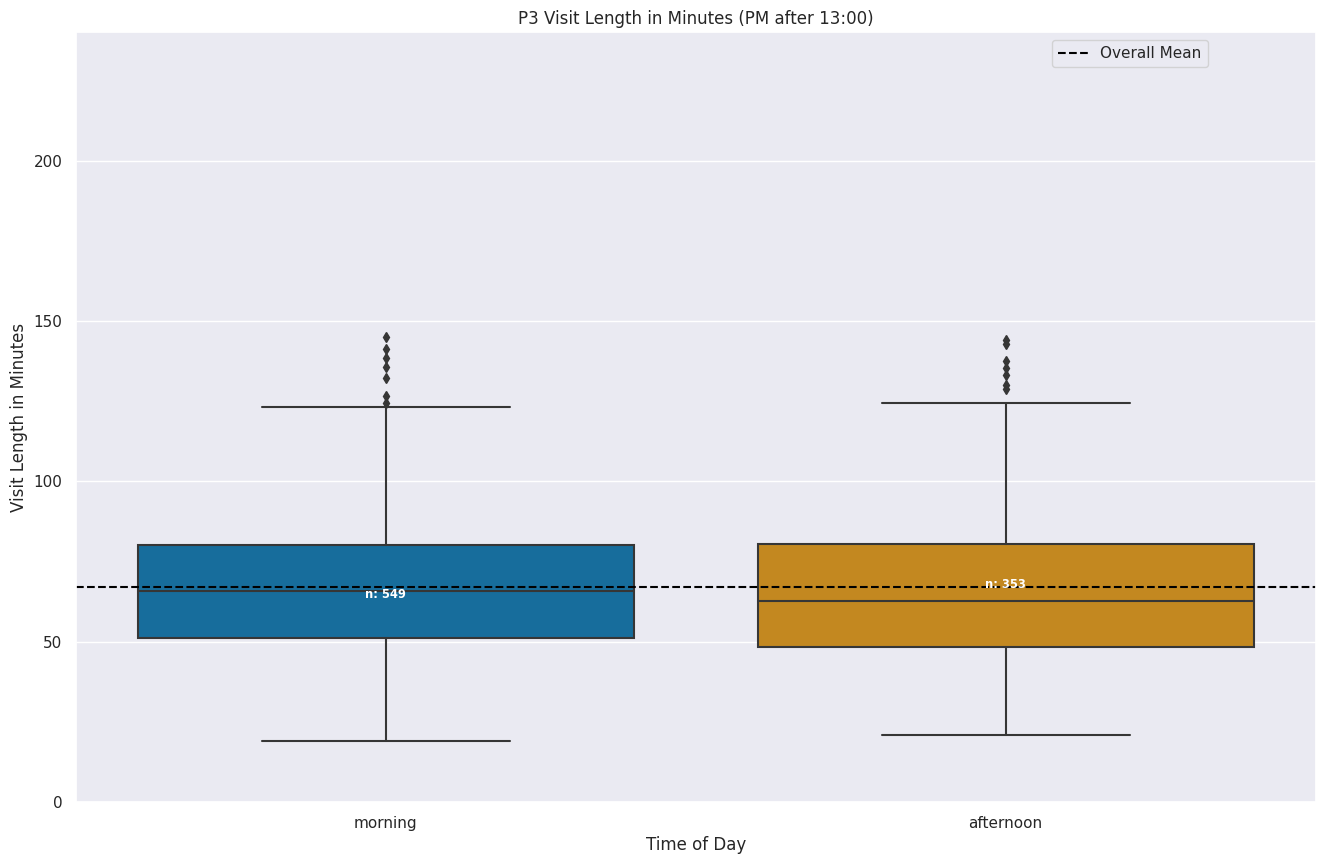 P3 Visit Length in Minutes (PM after 13:00)
Overall Mean
Visit Length in Minutes
200
150
100
50
0
n: 549
n: 353
morning
afternoon
Time of Day